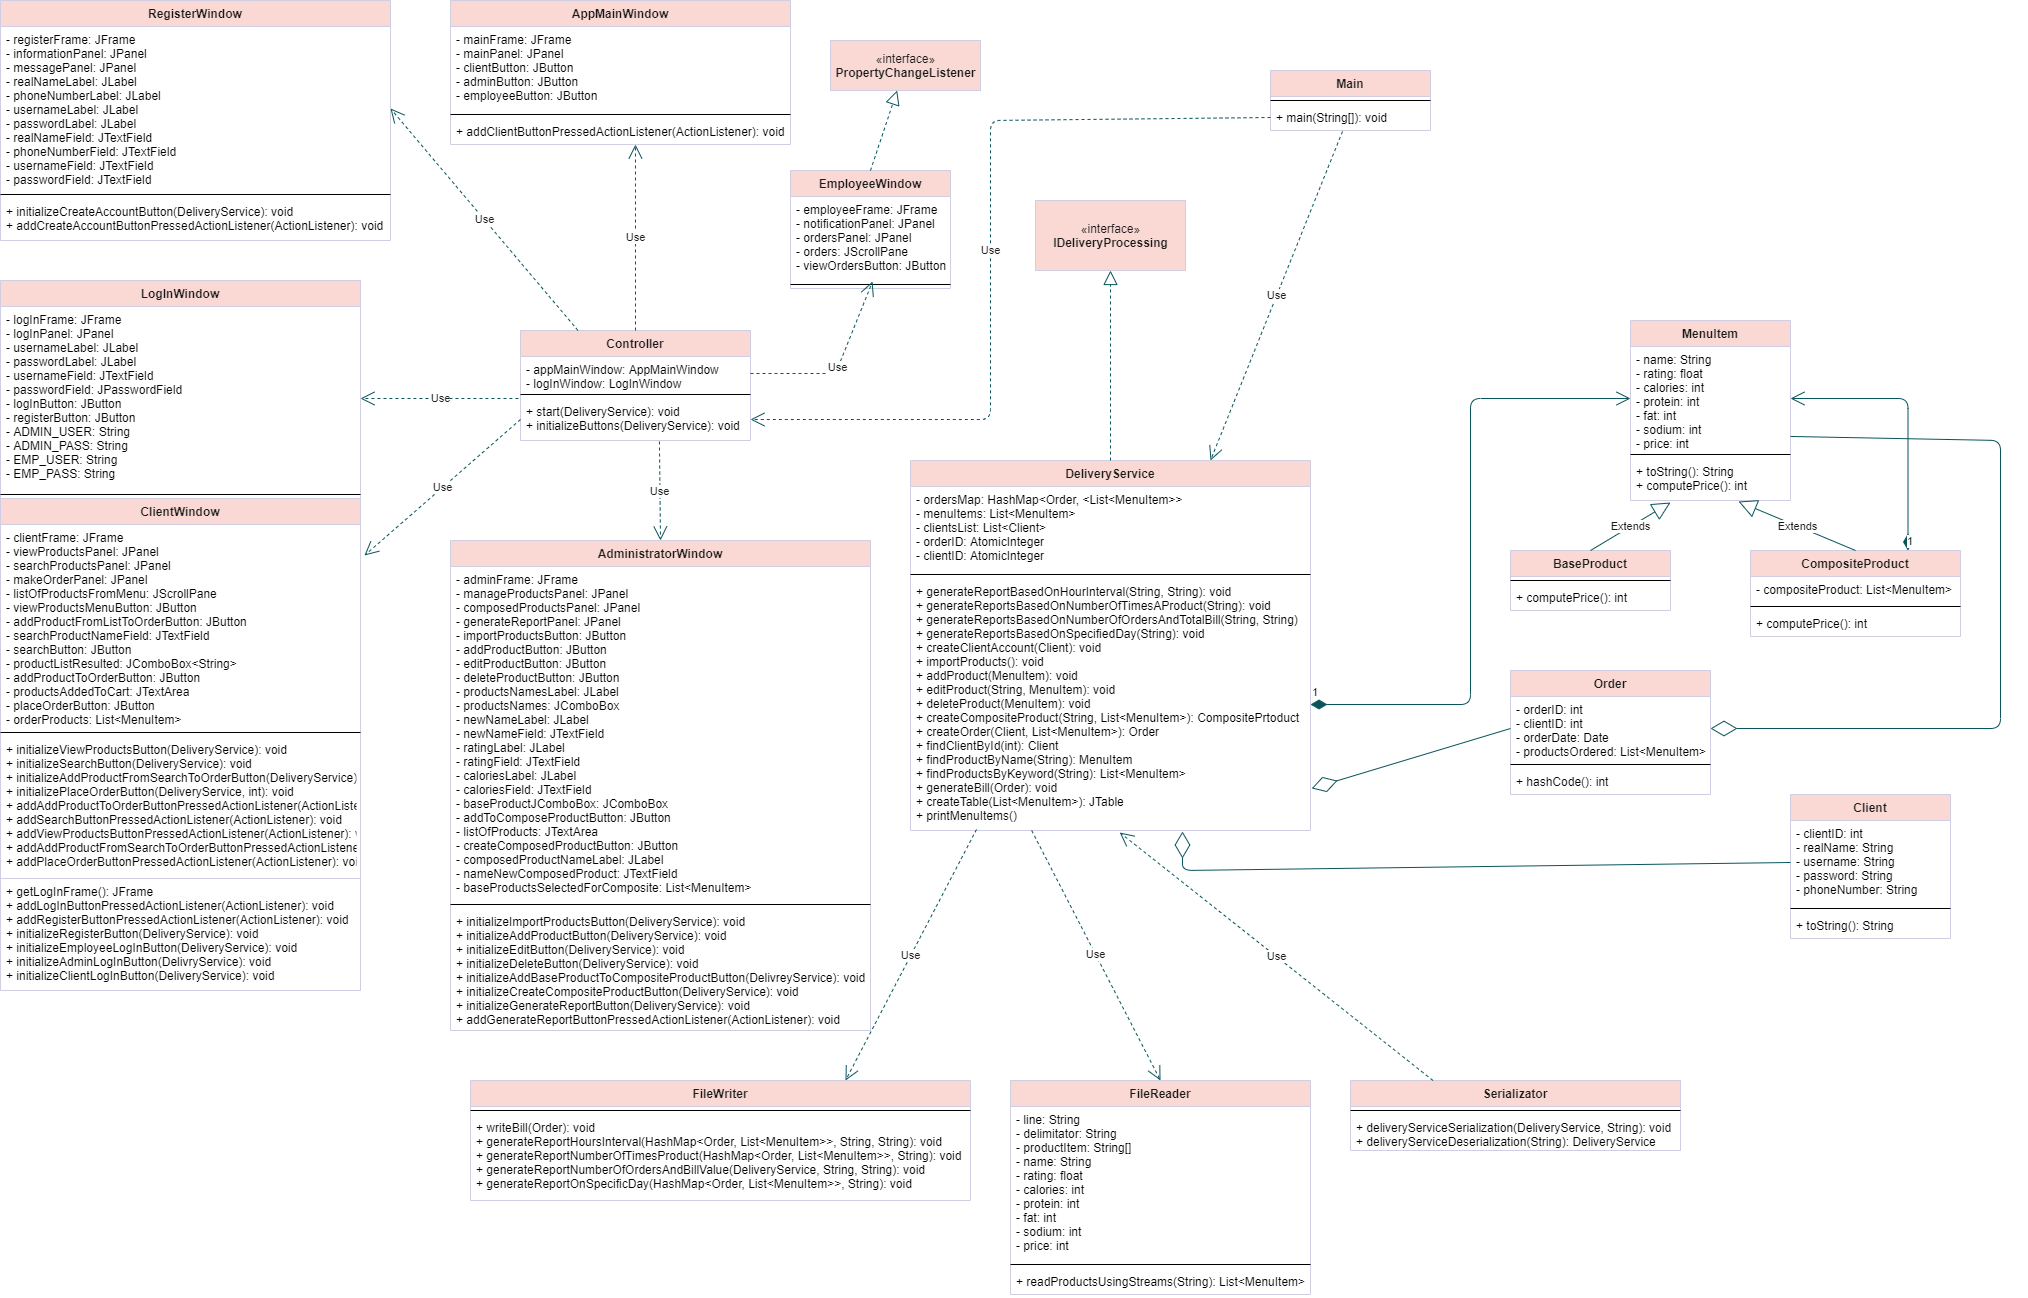 RegisterWindow
- registerFrame: JFrame
- informationPanel: JPanel
- messagePanel: JPanel
- realNameLabel: JLabel
- phoneNumberLabel: JLabel
- usernameLabel: JLabel
- passwordLabel: JLabel
- realNameField: JTextField
- phoneNumberField: JTextField
- usernameField: JTextField
- passwordField: JTextField
+ initializeCreateAccountButton(DeliveryService): void
+ addCreateAccountButtonPressedActionListener(ActionListener): void
AppMainWindow
- mainFrame: JFrame
- mainPanel: JPanel
- clientButton: JButton
- adminButton: JButton
- employeeButton: JButton
+ addClientButtonPressedActionListener(ActionListener): void
«interface»
PropertyChangeListener
Main
+ main(String[]): void
EmployeeWindow
- employeeFrame: JFrame
- notificationPanel: JPanel
- ordersPanel: JPanel
- orders: JScrollPane
- viewOrdersButton: JButton
«interface»
IDeliveryProcessing
Use
Use
Use
Use
LogInWindow
- logInFrame: JFrame
- logInPanel: JPanel
- usernameLabel: JLabel
- passwordLabel: JLabel
- usernameField: JTextField
- passwordField: JPasswordField
- logInButton: JButton
- registerButton: JButton
- ADMIN_USER: String
- ADMIN_PASS: String
- EMP_USER: String
- EMP_PASS: String
Controller
- appMainWindow: AppMainWindow
- logInWindow: LogInWindow
+ start(DeliveryService): void
+ initializeButtons(DeliveryService): void
Use
Use
Use
Use
MenuItem
- name: String
- rating: float
- calories: int
- protein: int
- fat: int
- sodium: int
- price: int
+ toString(): String
+ computePrice(): int
Extends
Extends
1
BaseProduct
+ computePrice(): int
CompositeProduct
- compositeProduct: List<MenuItem>
+ computePrice(): int
ClientWindow
- clientFrame: JFrame
- viewProductsPanel: JPanel
- searchProductsPanel: JPanel
- makeOrderPanel: JPanel
- listOfProductsFromMenu: JScrollPane
- viewProductsMenuButton: JButton
- addProductFromListToOrderButton: JButton
- searchProductNameField: JTextField
- searchButton: JButton
- productListResulted: JComboBox<String>
- addProductToOrderButton: JButton
- productsAddedToCart: JTextArea
- placeOrderButton: JButton
- orderProducts: List<MenuItem>
+ initializeViewProductsButton(DeliveryService): void
+ initializeSearchButton(DeliveryService): void
+ initializeAddProductFromSearchToOrderButton(DeliveryService)
+ initializePlaceOrderButton(DeliveryService, int): void
+ addAddProductToOrderButtonPressedActionListener(ActionListe
+ addSearchButtonPressedActionListener(ActionListener): void
+ addViewProductsButtonPressedActionListener(ActionListener):
+ addAddProductFromSearchToOrderButtonPressedActionListene
+ addPlaceOrderButtonPressedActionListener(ActionListener): voi
+ getLogInFrame(): JFrame
+ addLogInButtonPressedActionListener(ActionListener): void
+ addRegisterButtonPressedActionListener(ActionListener): void
+ initializeRegisterButton(DeliveryService): void
+ initializeEmployeeLogInButton(DeliveryService): void
+ initializeAdminLogInButton(DeliveryService): void
+ initializeClientLogInButton(DeliveryService): void
AdministratorWindow
- adminFrame: JFrame
- manageProductsPanel: JPanel
- composedProductsPanel: JPanel
- generateReportPanel: JPanel
- importProductsButton: JButton
- addProductButton: JButton
- editProductButton: JButton
- deleteProductButton: JButton
- productsNamesLabel: JLabel
- productsNames: JComboBox
- newNameLabel: JLabel
- newNameField: JTextField
- ratingLabel: JLabel
- ratingField: JTextField
- caloriesLabel: JLabel
- caloriesField: JTextField
- baseProductJComboBox: JComboBox
- addToComposeProductButton: JButton
- listOfProducts: JTextArea
- createComposedProductButton: JButton
- composedProductNameLabel: JLabel
- nameNewComposedProduct: JTextField
- baseProductsSelectedForComposite: List<MenuItem>
+ initializeImportProductsButton(DeliveryService): void
+ initializeAddProductButton(DeliveryService): void
+ initializeEditButton(DeliveryService): void
+ initializeDeleteButton(DeliveryService): void
+ initializeAddBaseProductToCompositeProductButton(DelivreyService): void
+ initializeCreateCompositeProductButton(DeliveryService): void
+ initializeGenerateReportButton(DeliveryService): void
+ addGenerateReportButtonPressedActionListener(ActionListener): void
DeliveryService
- ordersMap: HashMap<Order, <List<MenuItem>>
- menuItems: List<MenuItem>
- clientsList: List<Client>
- orderID: AtomicInteger
- clientID: AtomicInteger
+ generateReportBasedOnHourInterval(String, String): void
+ generateReportsBasedOnNumberOfTimesAProduct(String): void
+ generateReportsBasedOnNumberOfOrdersAndTotalBill(String, String)
+ generateReportsBasedOnSpecifiedDay(String): void
+ createClientAccount(Client): void
+ importProducts(): void
+ addProduct(MenuItem): void
+ editProduct(String, MenuItem): void
+ deleteProduct(MenuItem): void
+ createCompositeProduct(String, List<MenuItem>): CompositePrtoduct
+ createOrder(Client, List<MenuItem>): Order
+ findClientById(int): Client
+ findProductByName(String): MenuItem
+ findProductsByKeyword(String): List<MenuItem>
+ generateBill(Order): void
+ createTable(List<MenuItem>): JTable
+ printMenuItems()
1
Order
- orderID: int
- clientID: int
- orderDate: Date
- productsOrdered: List<MenuItem>
+ hashCode(): int
Client
- clientID: int
- realName: String
- username: String
- password: String
- phoneNumber: String
+ toString(): String
Use
Use
Use
Use
FileWriter
+ writeBill(Order): void
+ generateReportHoursInterval(HashMap<Order, List<MenuItem>>, String, String): void
+ generateReportNumberOfTimesProduct(HashMap<Order, List<MenuItem>>, String): void
+ generateReportNumberOfOrdersAndBillValue(DeliveryService, String, String): void
+ generateReportOnSpecificDay(HashMap<Order, List<MenuItem>>, String): void
FileReader
- line: String
- delimitator: String
- productItem: String[]
- name: String
- rating: float
- calories: int
- protein: int
- fat: int
- sodium: int
- price: int
+ readProductsUsingStreams(String): List<MenuItem>
Serializator
+ deliveryServiceSerialization(DeliveryService, String): void
+ deliveryServiceDeserialization(String): DeliveryService